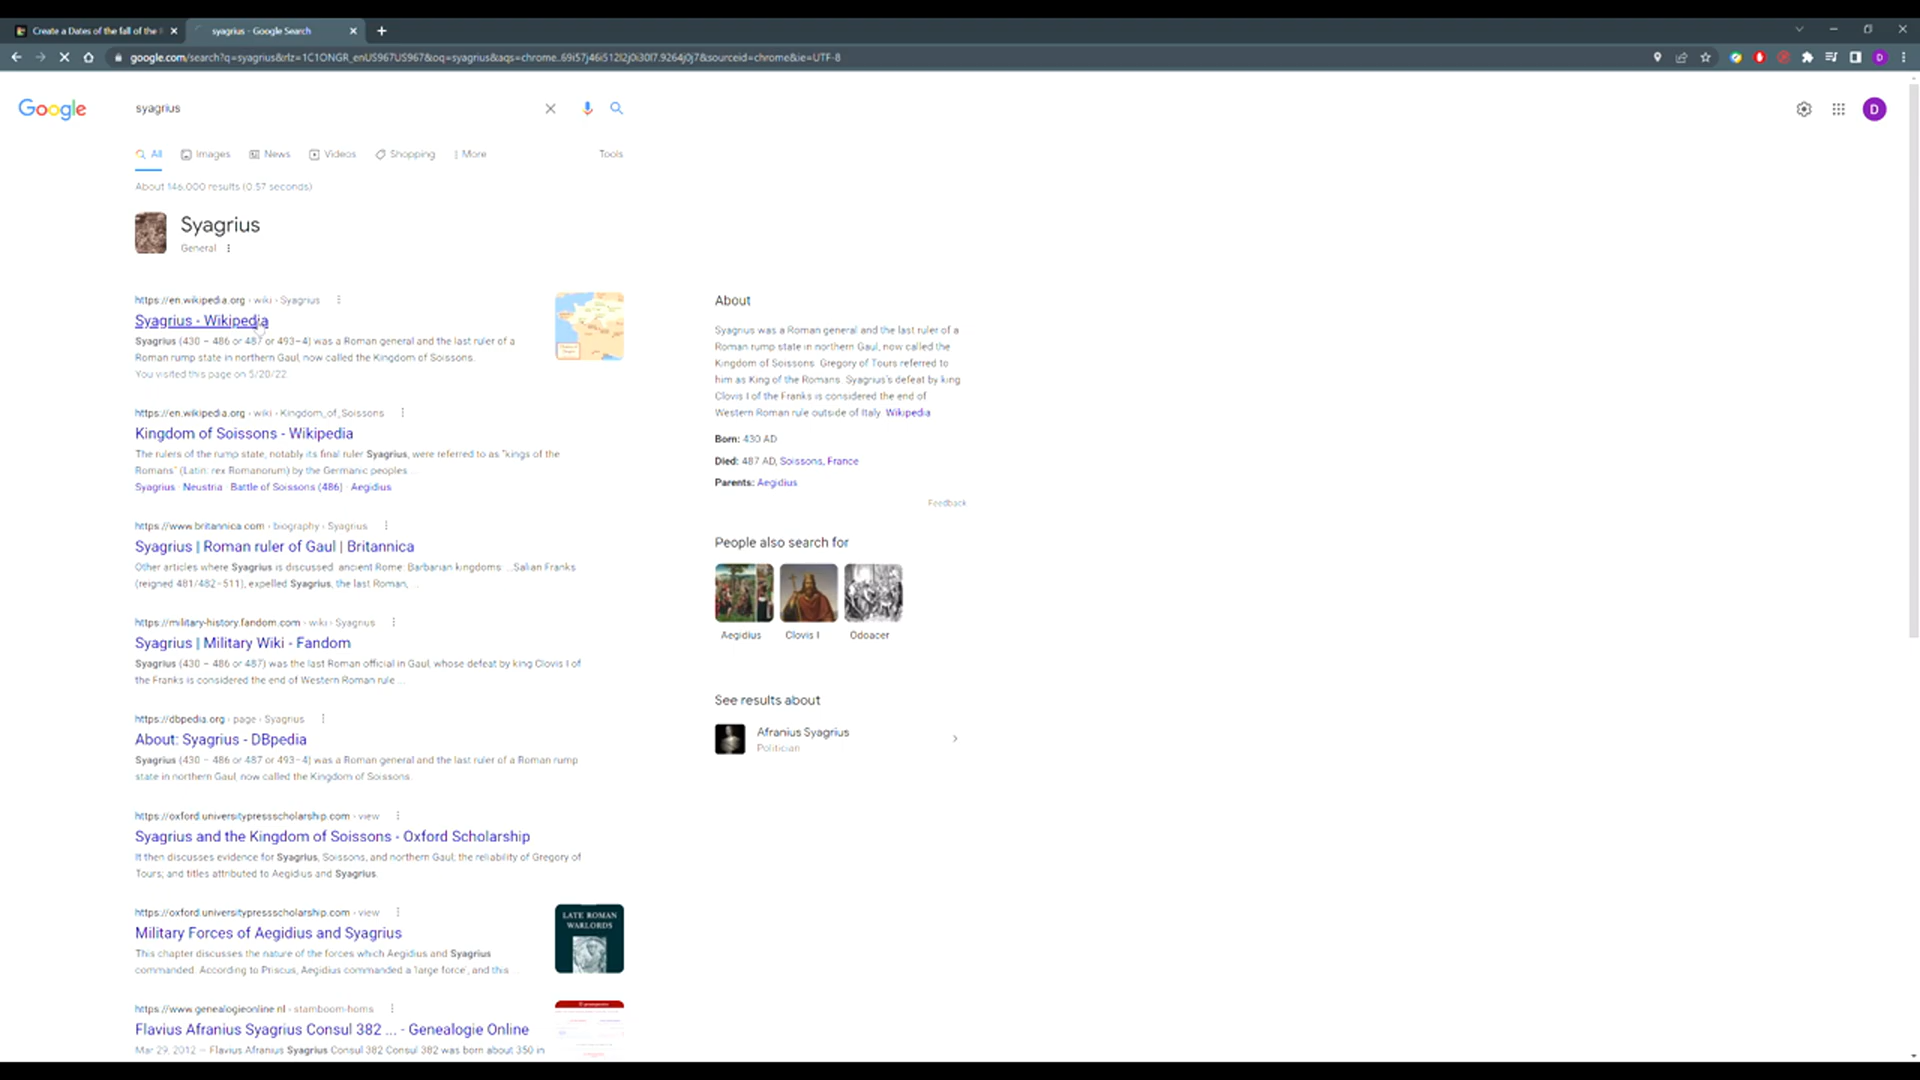 Create a Dates of the fall of the
syagrius - Google Search
google.com/search?q=syagrius&rlz=1C1ONGR_enUS967US967&oq=syagrius&aqs=chrome..69i57j46i512l2j0i30l7.9264j0j7&sourceid=chrome&ie=UTF-8
D
Google
syagrius
D
All
Images
News
Videos
Shopping
More
Tools
About 146,000 results (0.57 seconds)
Syagrius
General
https://en.wikipedia.org › wiki › Syagrius
Syagrius - Wikipedia
Syagrius (430 – 486 or 487 or 493–4) was a Roman general and the last ruler of a
Roman rump state in northern Gaul, now called the Kingdom of Soissons.
You visited this page on 5/20/22.
https://en.wikipedia.org › wiki › Kingdom_of_Soissons
Kingdom of Soissons - Wikipedia
The rulers of the rump state, notably its final ruler Syagrius, were referred to as "kings of the
Romans" (Latin: rex Romanorum) by the Germanic peoples ...
Syagrius · Neustria · Battle of Soissons (486) · Aegidius
https://www.britannica.com › biography › Syagrius
Syagrius | Roman ruler of Gaul | Britannica
Other articles where Syagrius is discussed: ancient Rome: Barbarian kingdoms: ...Salian Franks
(reigned 481/482–511), expelled Syagrius, the last Roman, ...
https://military-history.fandom.com › wiki › Syagrius
Syagrius | Military Wiki - Fandom
Syagrius (430 – 486 or 487) was the last Roman official in Gaul, whose defeat by king Clovis I of
the Franks is considered the end of Western Roman rule ...
https://dbpedia.org › page › Syagrius
About: Syagrius - DBpedia
Syagrius (430 – 486 or 487 or 493–4) was a Roman general and the last ruler of a Roman rump
state in northern Gaul, now called the Kingdom of Soissons.
https://oxford.universitypressscholarship.com › view
Syagrius and the Kingdom of Soissons - Oxford Scholarship
It then discusses evidence for Syagrius, Soissons, and northern Gaul; the reliability of Gregory of
Tours; and titles attributed to Aegidius and Syagrius.
https://oxford.universitypressscholarship.com › view
Military Forces of Aegidius and Syagrius
This chapter discusses the nature of the forces which Aegidius and Syagrius
commanded. According to Priscus, Aegidius commanded a 'large force', and this ...
LATE ROMAN
WARLORDS
https://www.genealogieonline.nl › stamboom-homs
Flavius Afranius Syagrius Consul 382 ... - Genealogie Online
Mar 29, 2012 — Flavius Afranius Syagrius Consul 382 Consul 382 was born about 350 in
About
Syagrius was a Roman general and the last ruler of a
Roman rump state in northern Gaul, now called the
Kingdom of Soissons. Gregory of Tours referred to
him as King of the Romans. Syagrius's defeat by king
Clovis I of the Franks is considered the end of
Western Roman rule outside of Italy. Wikipedia
Born: 430 AD
Died: 487 AD, Soissons, France
Parents: Aegidius
Feedback
People also search for
Aegidius
Clovis I
Odoacer
See results about
Afranius Syagrius
Politician